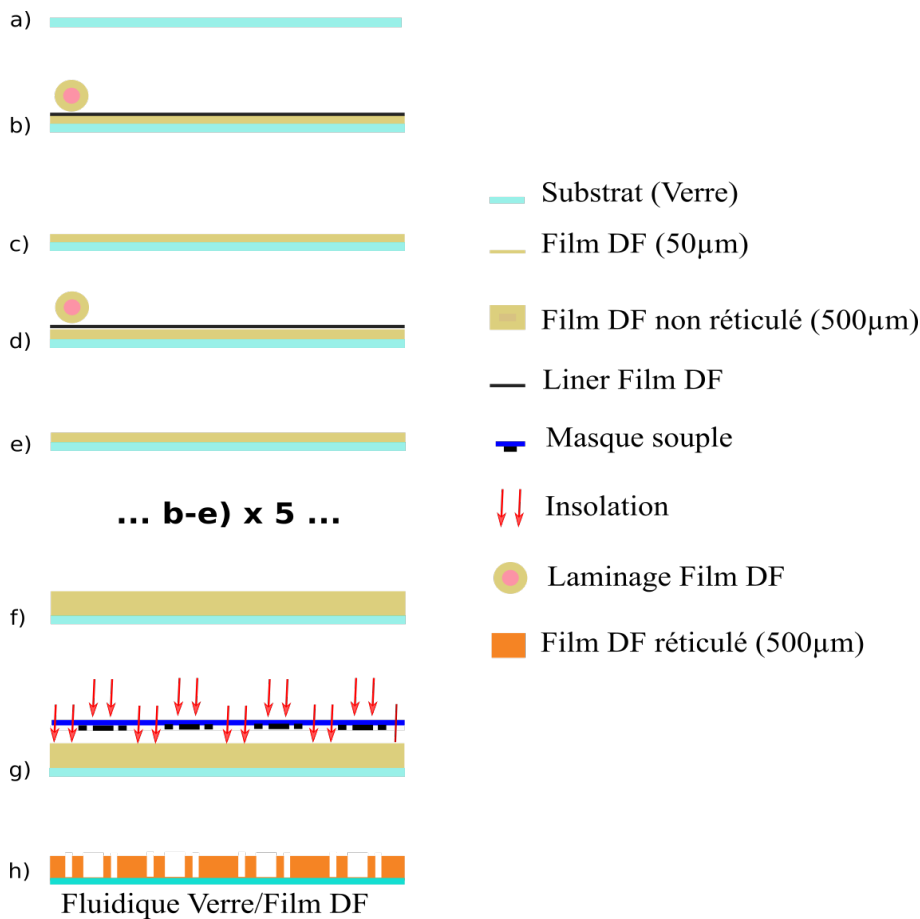 a)
b)
c)
d)
e)
... b-e) x 5 ...
f)
g)
h)
Fluidique Verre/Film DF
Substrat (Verre)
Film DF (50µm)
Film DF non réticulé (500µm)
Liner Film DF
Masque souple
Insolation
Laminage Film DF
Film DF réticulé (500µm)